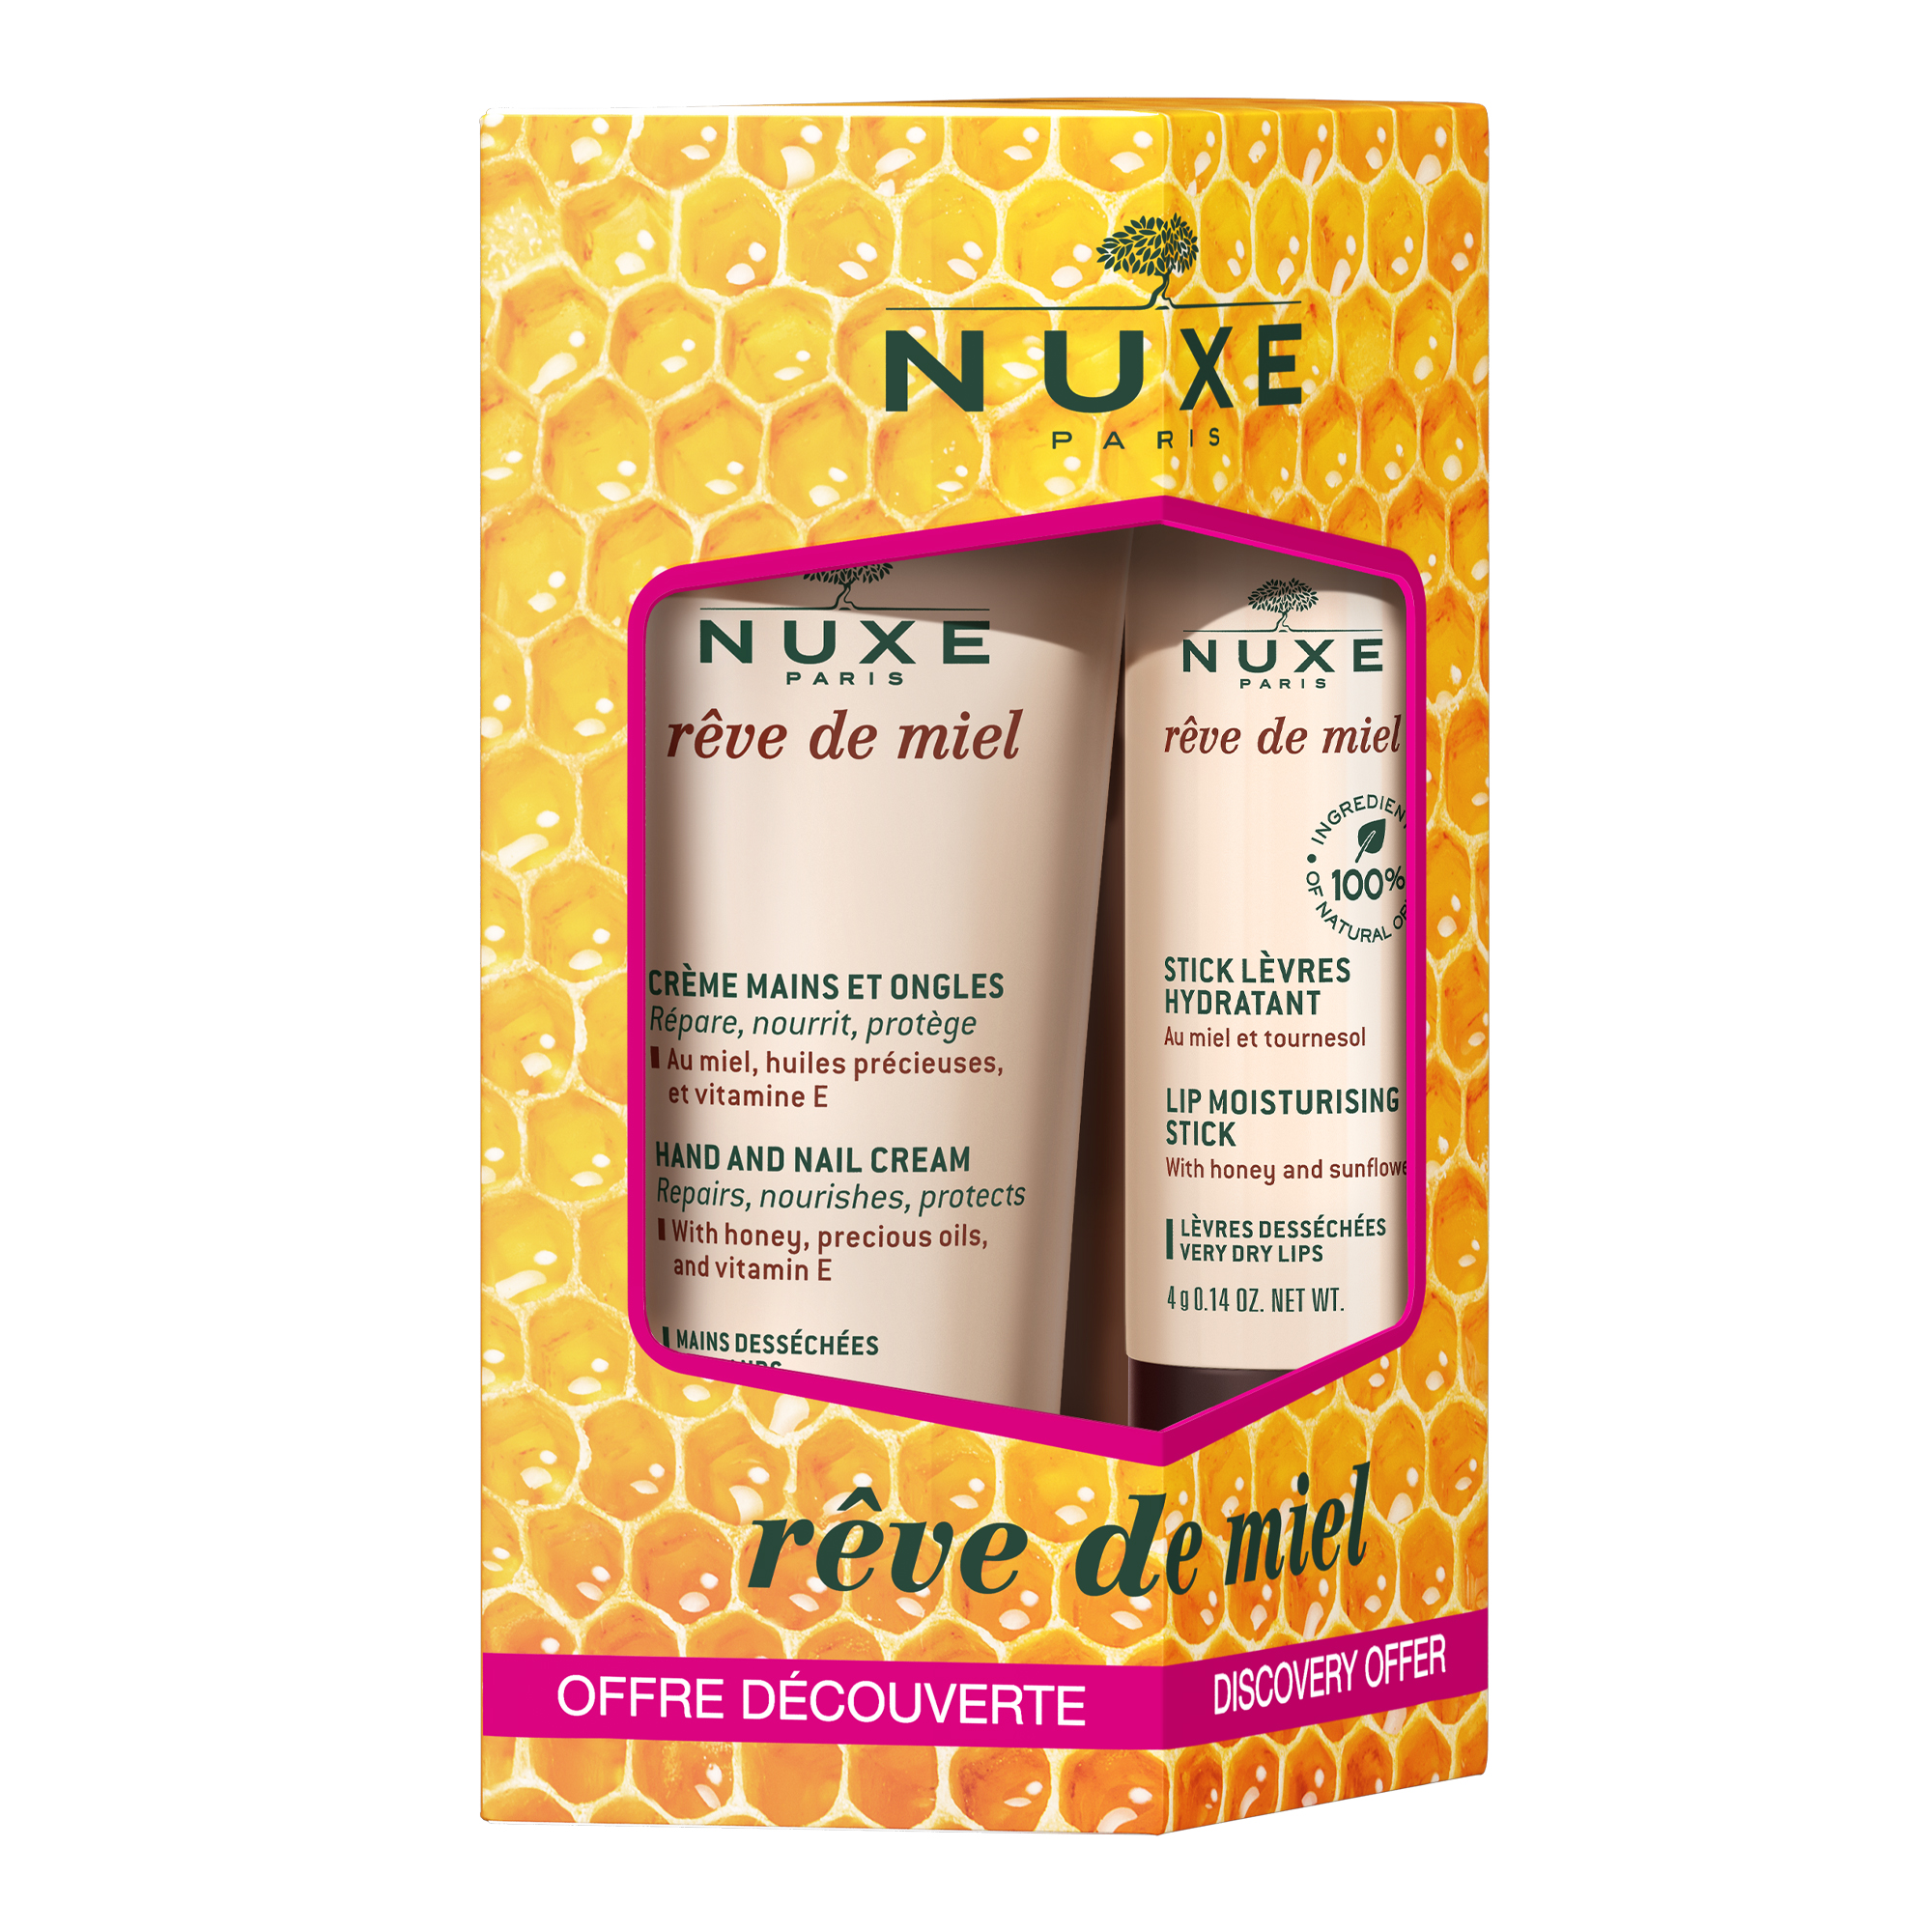 NUXE
PARIS
NUXE
PARIS
rêve de miel
CRÈME MAINS ET ONGLES
Répare, nourrit, protège
Au miel, huiles précieuses,
et vitamine E
HAND AND NAIL CREAM
Repairs, nourishes, protects
With honey, precious oils,
and vitamin E
MAINS DESSÉCHÉES
NUXE
PARIS
rêve de miel
100%
OF NATURAL
STICK LÈVRES
HYDRATANT
Au miel et tournesol
LIP MOISTURISING
STICK
With honey and
LÈVRES DESSÉCHÉES
VERY DRY LIPS
4 g 0.14 OZ. NET WT.
rêve de miel
OFFRE DÉCOUVERTE
DISCOVERY OFFER